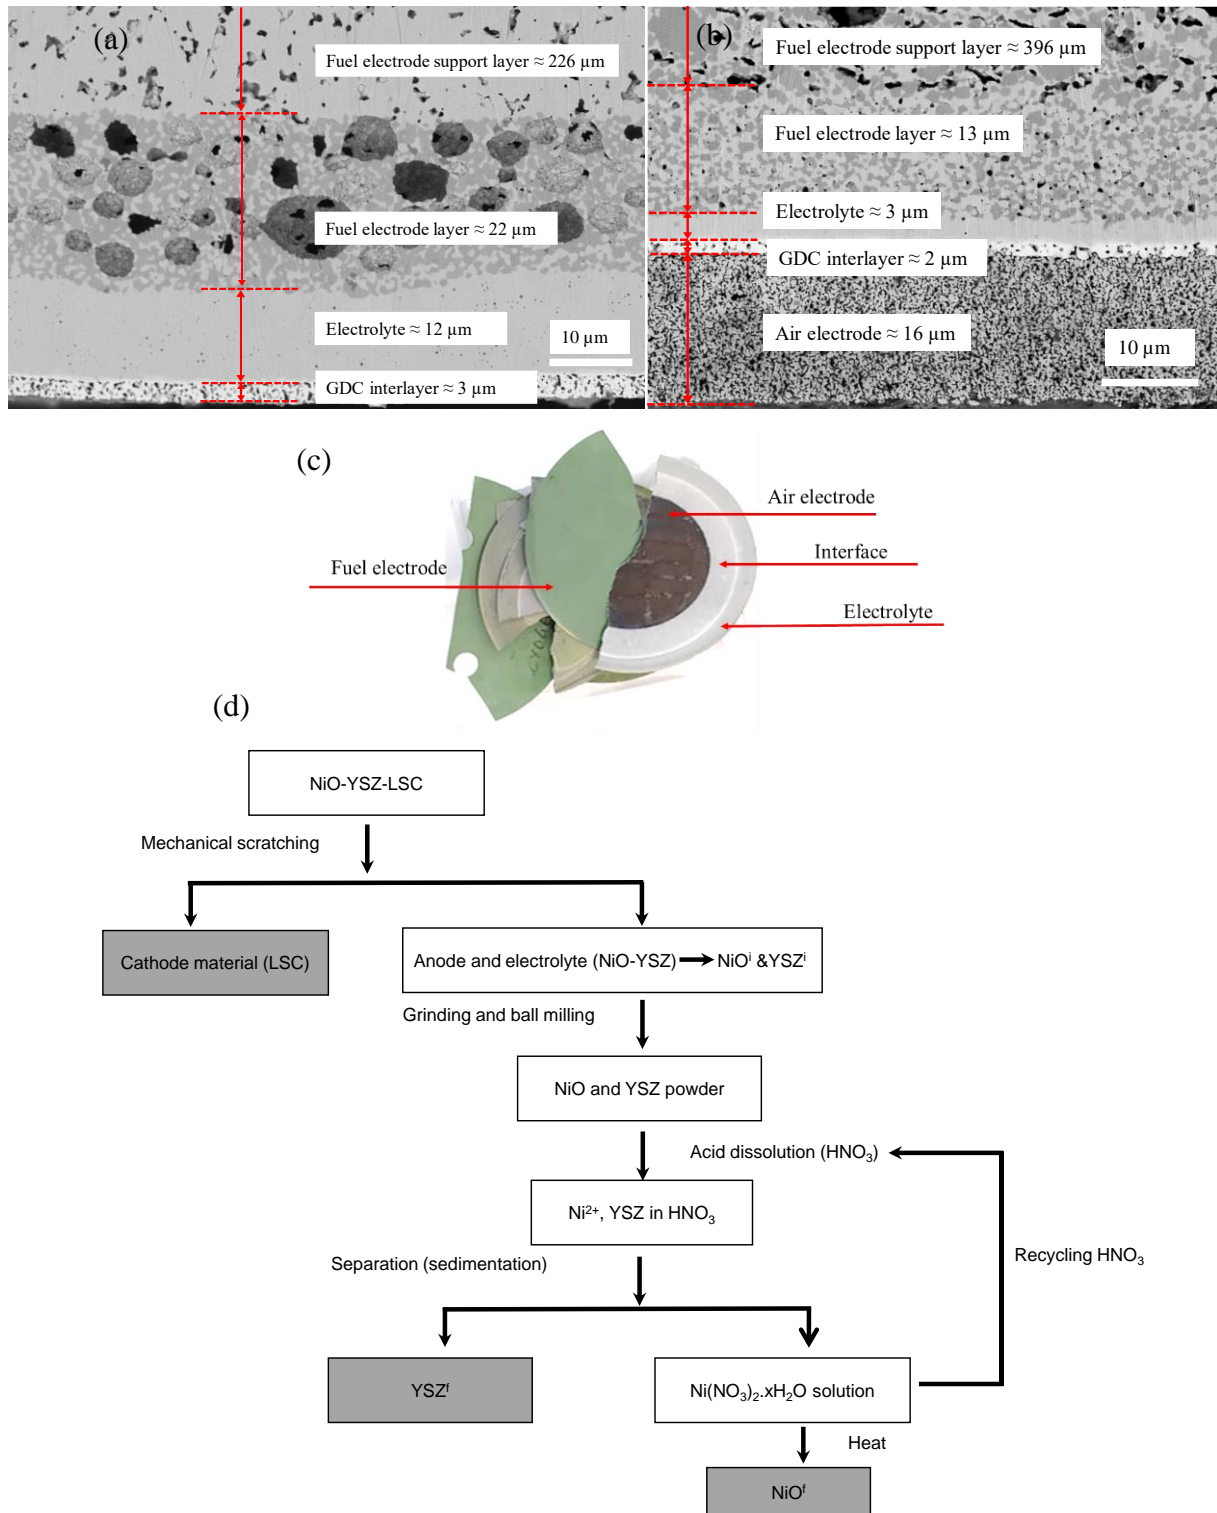 (a)
Fuel electrode support layer ≈ 226 µm
Fuel electrode layer ≈ 22 µm
Electrolyte ≈ 12 µm
10 µm
GDC interlayer ≈ 3 µm
(b)
Fuel electrode support layer ≈ 396 µm
Fuel electrode layer ≈ 13 µm
Electrolyte ≈ 3 µm
GDC interlayer ≈ 2 µm
Air electrode ≈ 16 µm
10 µm
(c)
Air electrode
Interface
Fuel electrode
Electrolyte
(d)
NiO-YSZ-LSC
Mechanical scratching
Cathode material (LSC)
Anode and electrolyte (NiO-YSZ) → NiOⁱ &YSZⁱ
Grinding and ball milling
NiO and YSZ powder
Acid dissolution (HNO₃)
Ni²⁺, YSZ in HNO₃
Separation (sedimentation)
Recycling HNO₃
YSZᶠ
Ni(NO₃)₂.xH₂O solution
Heat
NiOᶠ